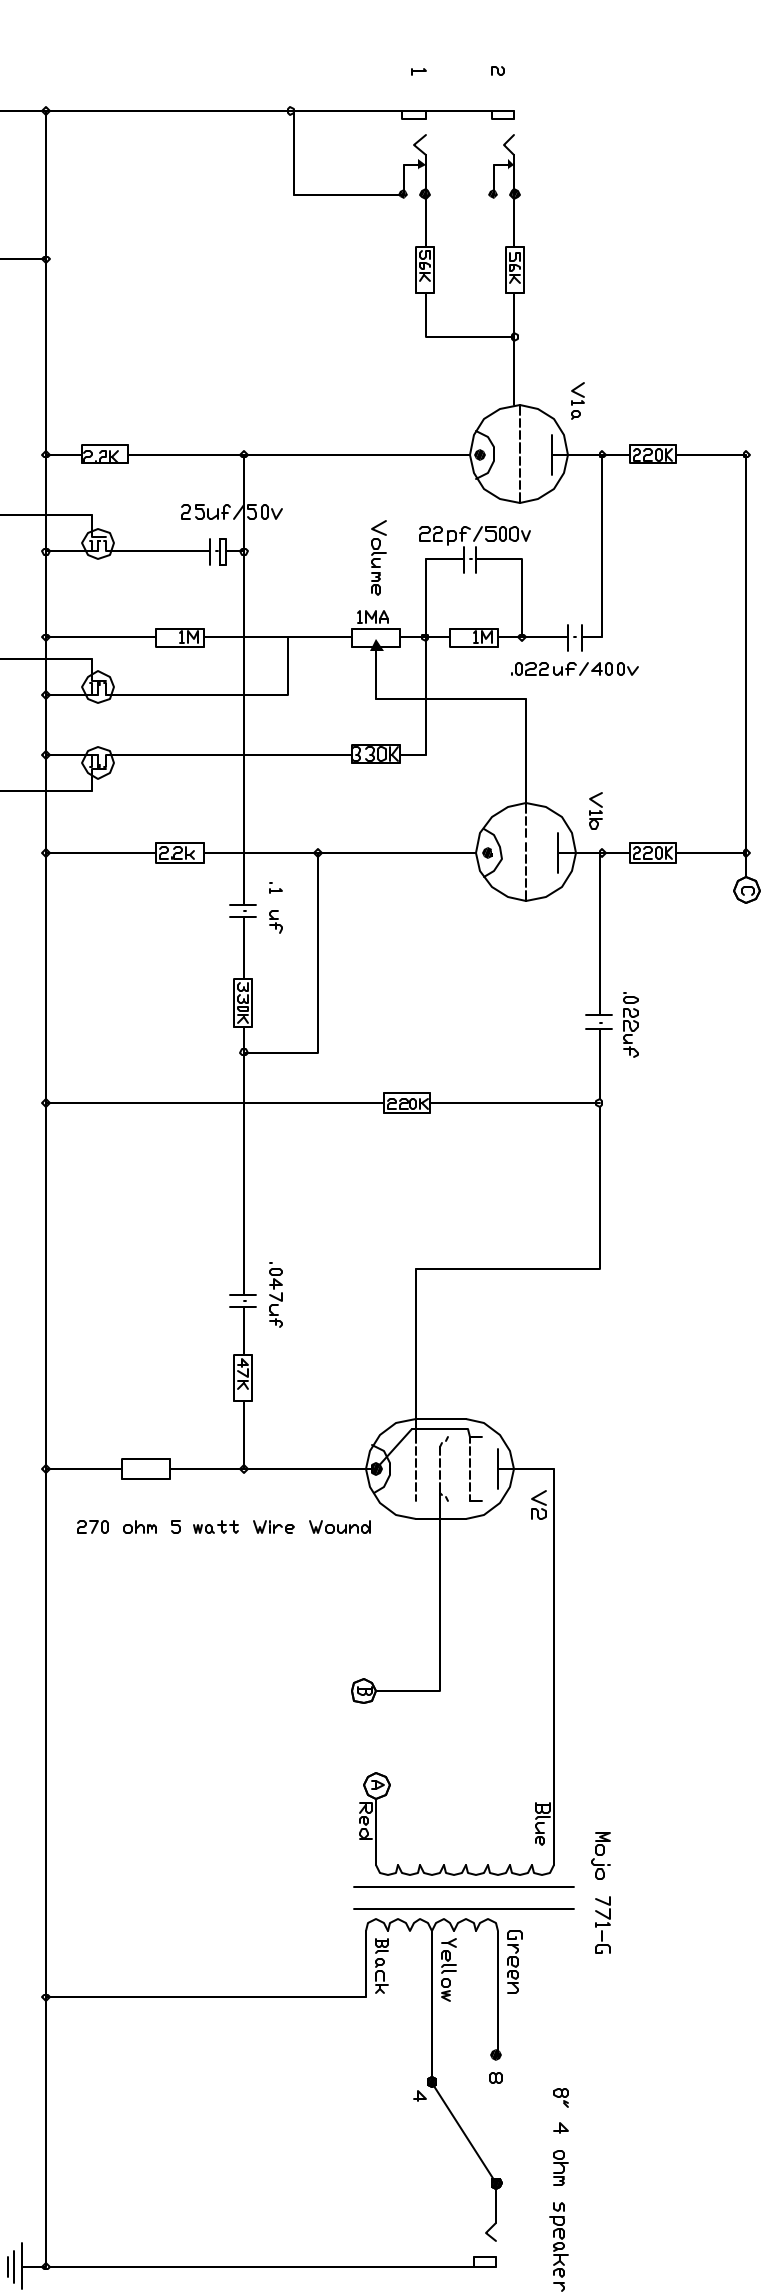 1
2
56K
56K
V1a
2.2K
220K
25uf/50v
Volume
22pf/500v
1MA
1M
1M
.022uf/400v
330K
V1b
22k
220K
C
.1 uf
330K
.022uf
220K
.047uf
47K
V2
270 ohm 5 watt Wire Wound
B
A
Red
Blue
Mojo 771-G
Black
Yellow
Green
8
4
8" 4 ohm speaker